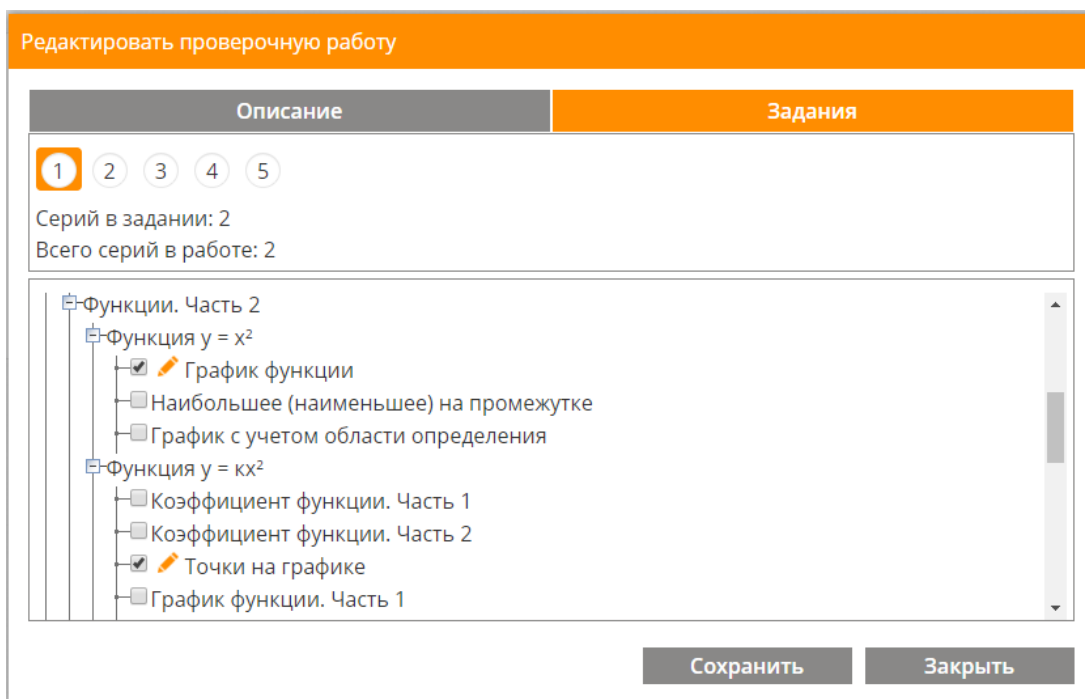 Редактировать проверочную работу
Описание Задания
1 2 3 4 5
Серий в задании: 2
Всего серий в работе: 2
Функции. Часть 2
Функция y = x²
График функции
Наибольшее (наименьшее) на промежутке
График с учетом области определения
Функция y = кx²
Коэффициент функции. Часть 1
Коэффициент функции. Часть 2
Точки на графике
График функции. Часть 1
Сохранить Закрыть